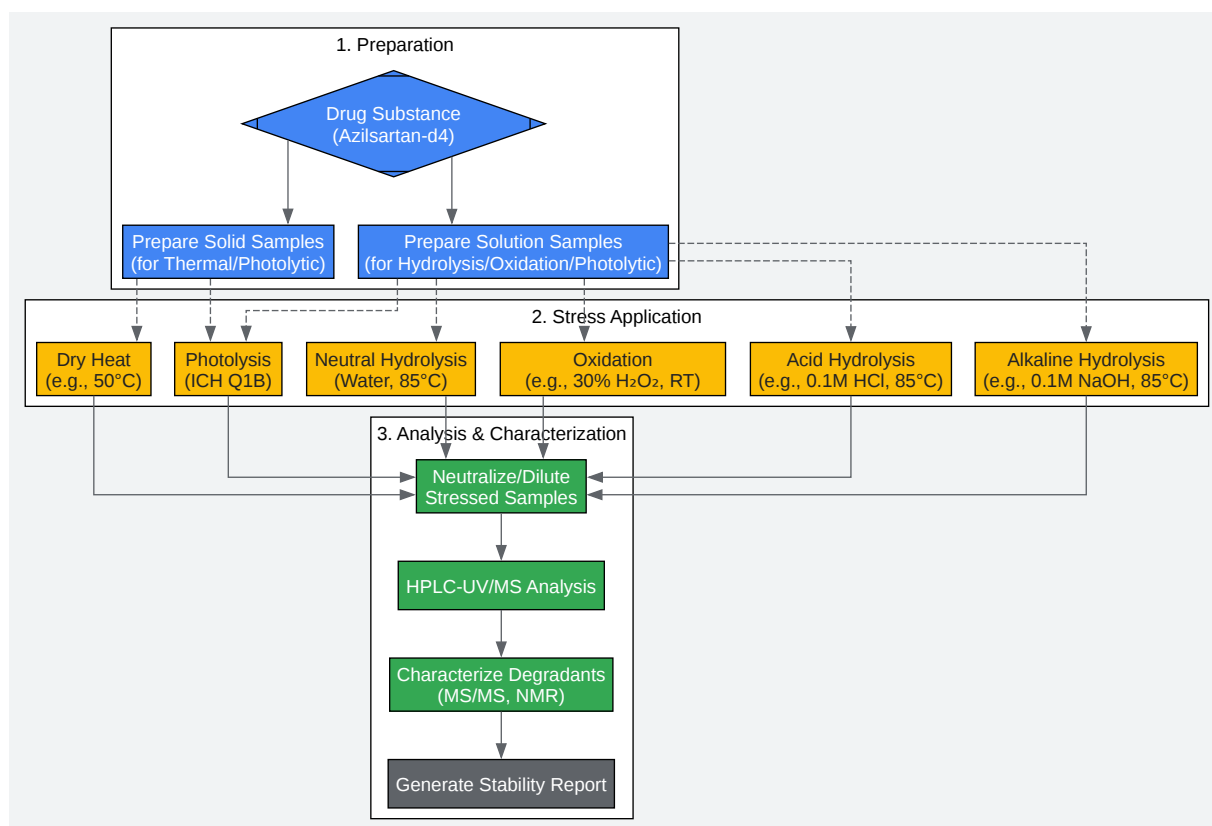 1. Preparation
Drug Substance
(Azilsartan-d4)
Prepare Solid Samples
(for Thermal/Photolytic)
Prepare Solution Samples
(for Hydrolysis/Oxidation/Photolytic)
2. Stress Application
Dry Heat
(e.g., 50°C)
Photolysis
(ICH Q1B)
Neutral Hydrolysis
(Water, 85°C)
Oxidation
(e.g., 30% H₂O₂, RT)
Acid Hydrolysis
(e.g., 0.1M HCl, 85°C)
Alkaline Hydrolysis
(e.g., 0.1M NaOH, 85°C)
3. Analysis & Characterization
Neutralize/Dilute
Stressed Samples
HPLC-UV/MS Analysis
Characterize Degradants
(MS/MS, NMR)
Generate Stability Report